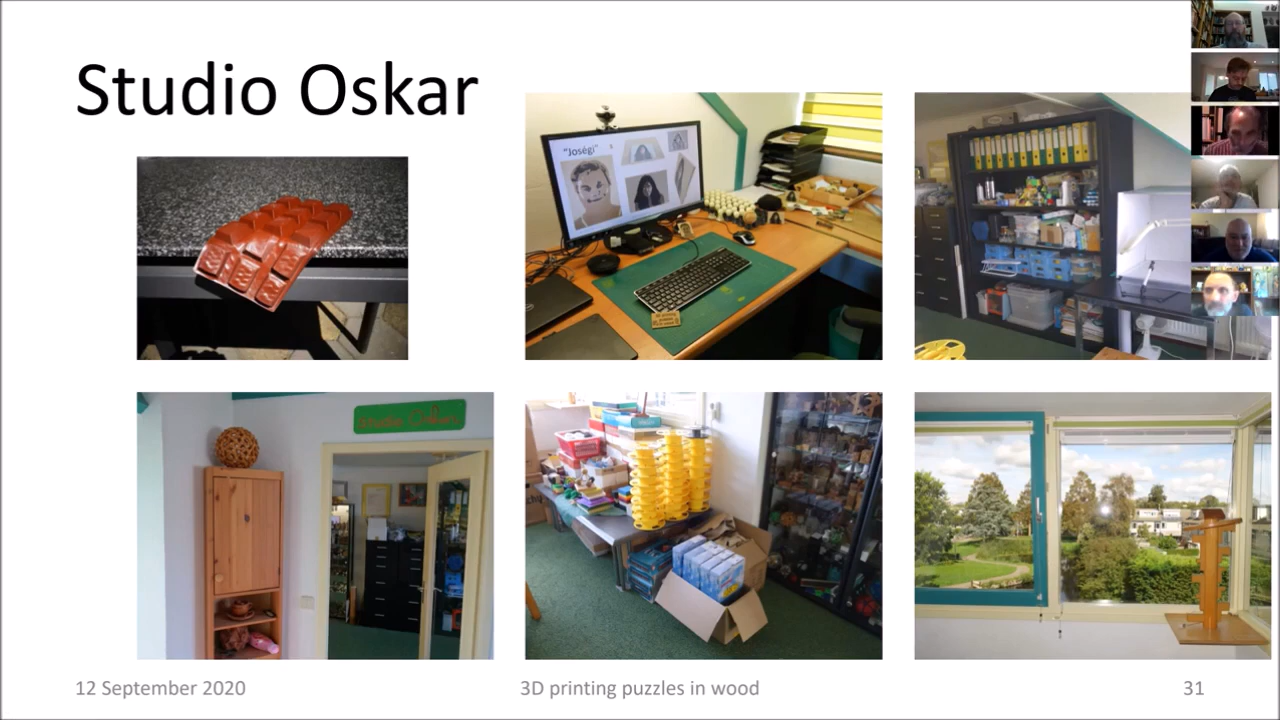 Studio Oskar
"Joségi"
Studio Oskar
12 September 2020
3D printing puzzles in wood
31